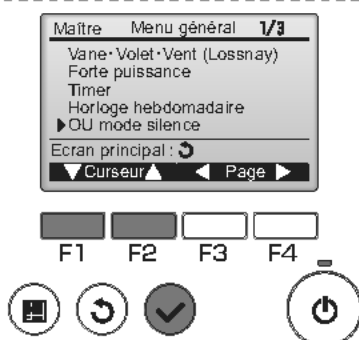 Maître Menu général 1/3
Vane·Volet·Vent (Lossnay)
Forte puissance
Timer
Horloge hebdomadaire
▶OU mode silence
Ecran principal :
▼Curseur▲ ◀ Page ▶
F1 F2 F3 F4